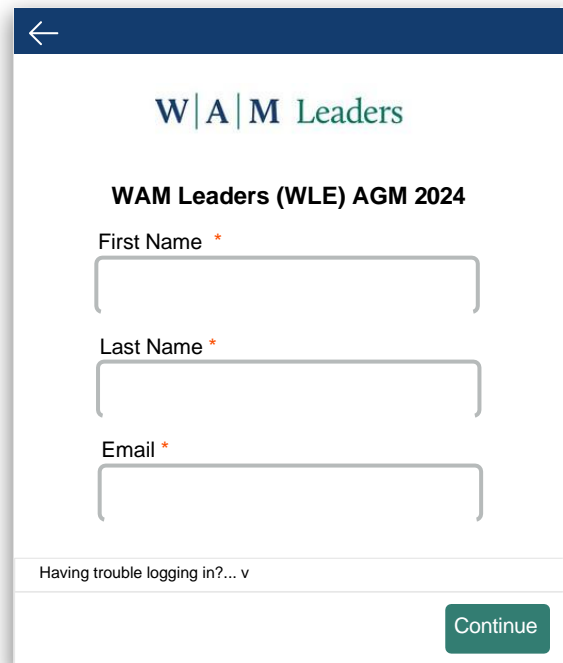 W|A|M Leaders
WAM Leaders (WLE) AGM 2024
First Name *
Last Name *
Email *
Having trouble logging in?... v
Continue